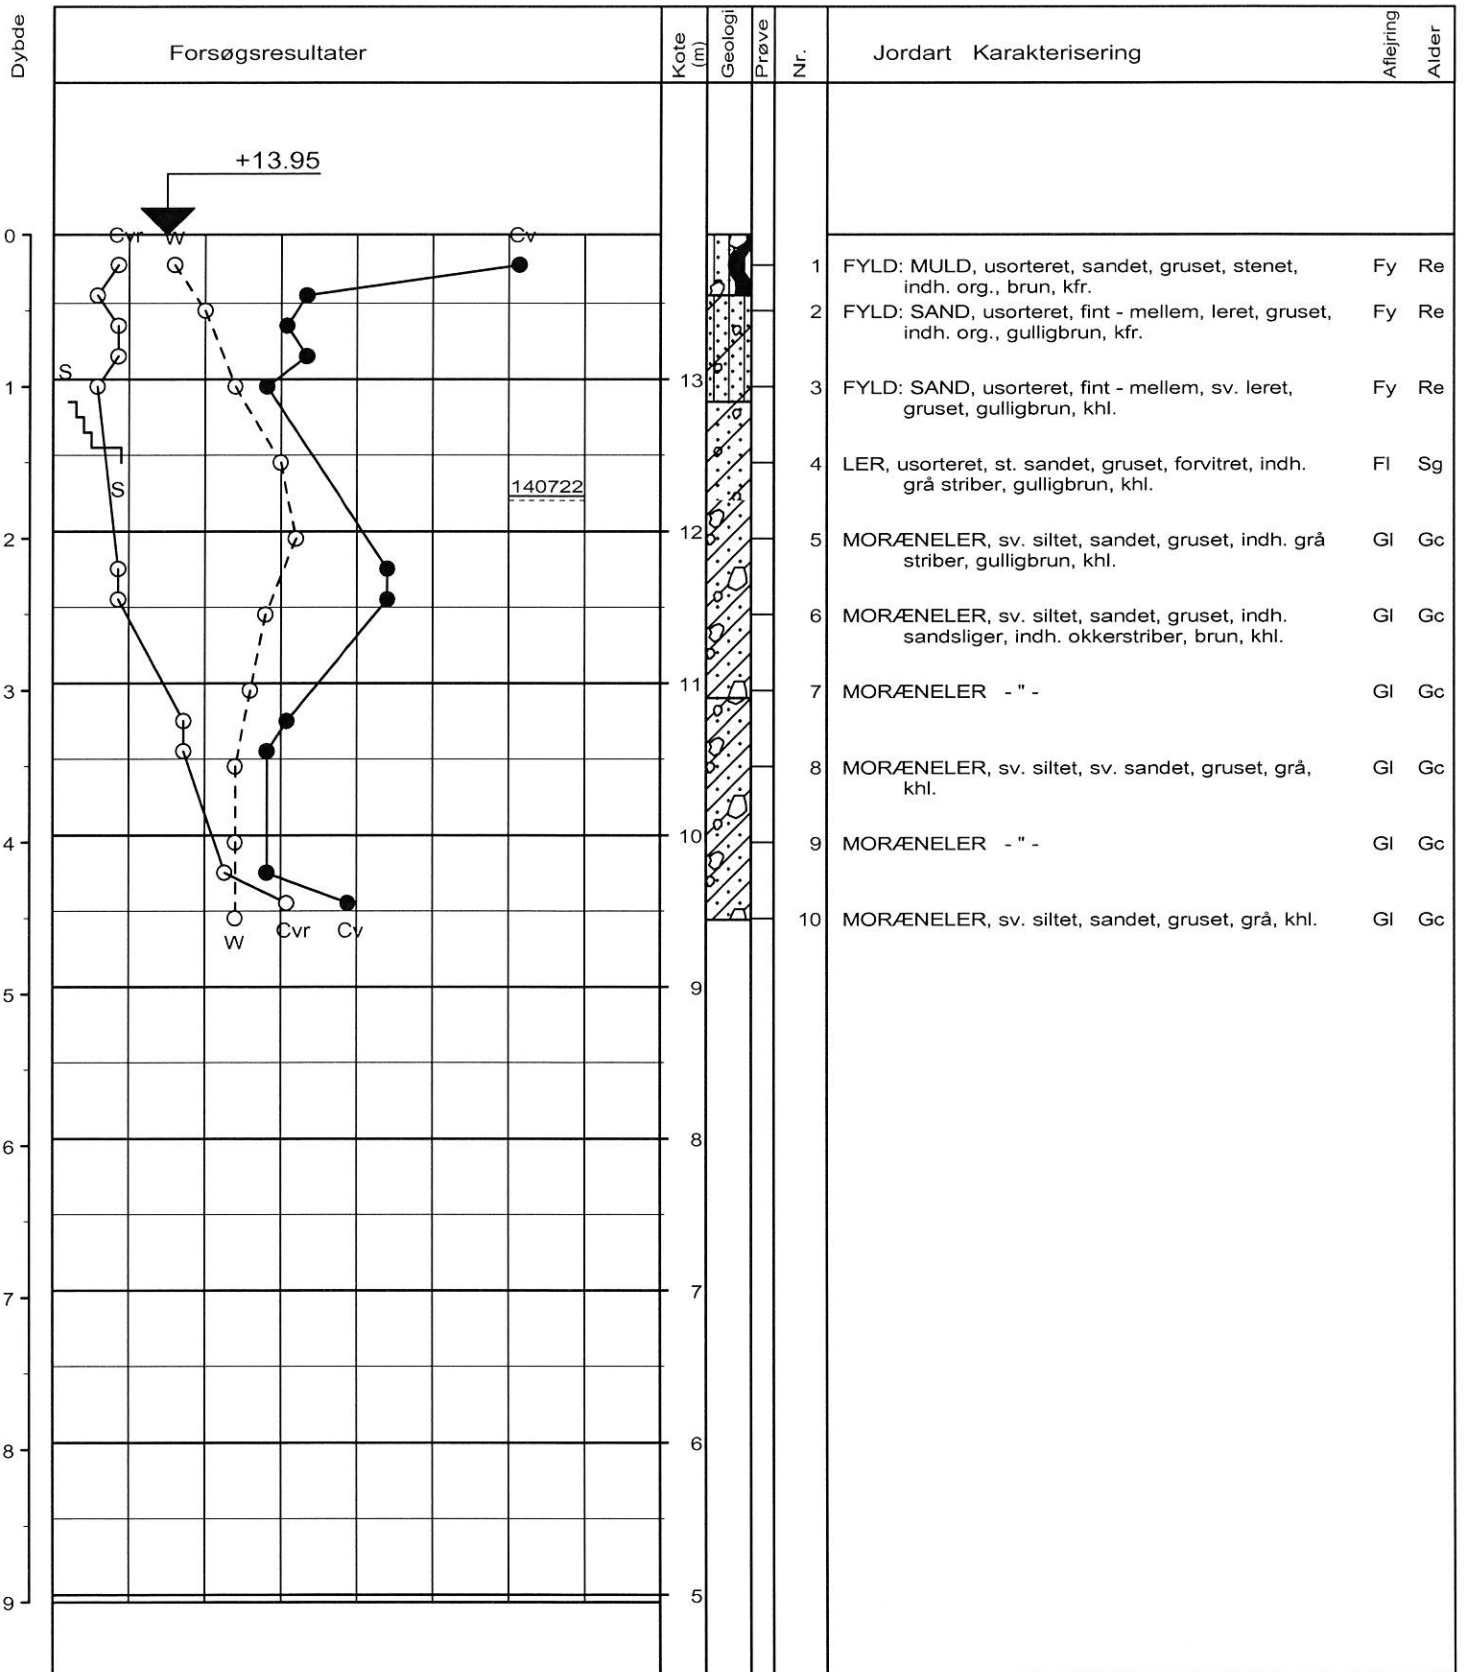 Dybde
Forsøgsresultater
Kote
(m)
Geologi
Prøve
Nr.
Jordart Karakterisering
Aflejring
Alder
+13.95
0
Cvr
W
Cv
1 FYLD: MULD, usorteret, sandet, gruset, stenet, Fy Re
indh. org., brun, kfr.
2 FYLD: SAND, usorteret, fint - mellem, leret, gruset, Fy Re
indh. org., gulligbrun, kfr.
S
1
13
3 FYLD: SAND, usorteret, fint - mellem, sv. leret, Fy Re
gruset, gulligbrun, khl.
4 LER, usorteret, st. sandet, gruset, forvitret, indh. Fl Sg
grå striber, gulligbrun, khl.
S
140722
2
12
5 MORÆNELER, sv. siltet, sandet, gruset, indh. grå Gl Gc
striber, gulligbrun, khl.
6 MORÆNELER, sv. siltet, sandet, gruset, indh. Gl Gc
sandsliger, indh. okkerstriber, brun, khl.
3
11
7 MORÆNELER - " - Gl Gc
8 MORÆNELER, sv. siltet, sv. sandet, gruset, grå, Gl Gc
khl.
4
10
9 MORÆNELER - " - Gl Gc
10 MORÆNELER, sv. siltet, sandet, gruset, grå, khl. Gl Gc
W
Cvr
Cv
5
9
6
8
7
7
8
6
9
5